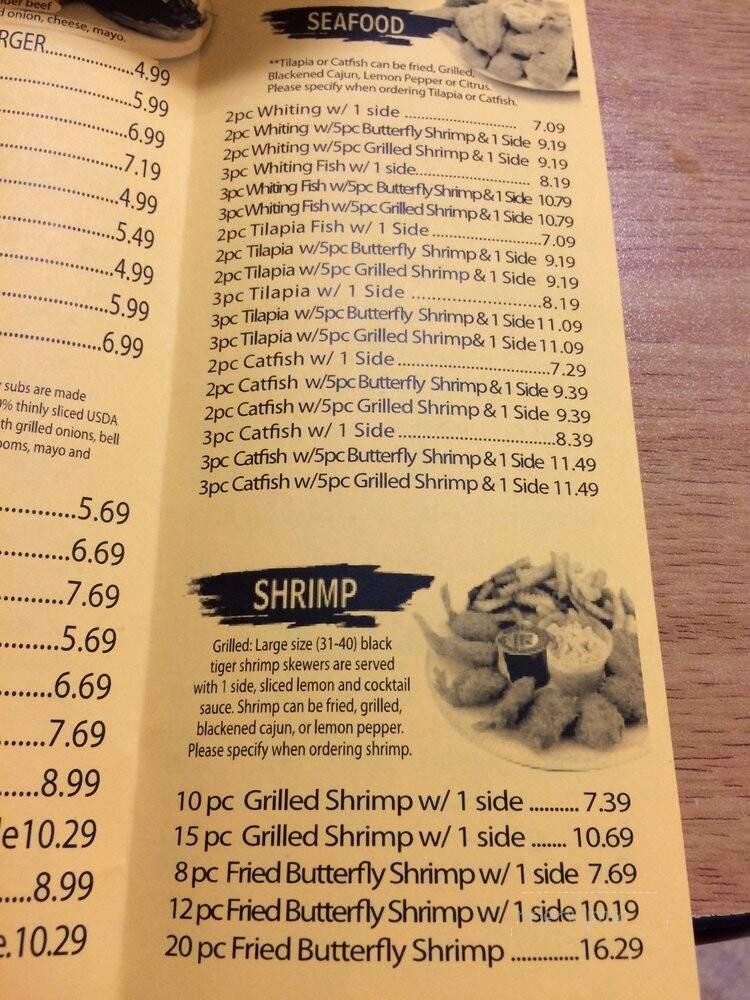 beef
d onion, cheese, mayo.
RGER..............4.99
5.99
6.99
7.19
4.99
5.49
4.99
5.99
6.99
subs are made
% thinly sliced USDA
th grilled onions, bell
ooms, mayo and
5.69
6.69
7.69
5.69
6.69
7.69
8.99
10.29
8.99
10.29
SEAFOOD
**Tilapia or Catfish can be fried, Grilled,
Blackened Cajun, Lemon Pepper or Citrus.
Please specify when ordering Tilapia or Catfish.
2pc Whiting w/ 1 side ........................ 7.09
2pc Whiting w/5pc Butterfly Shrimp & 1 Side 9.19
2pc Whiting w/5pc Grilled Shrimp & 1 Side 9.19
3pc Whiting Fish w/ 1 side........................ 8.19
3pc Whiting Fish w/5pc Butterfly Shrimp & 1 Side 10.79
3pc Whiting Fish w/5pc Grilled Shrimp & 1 Side 10.79
2pc Tilapia Fish w/ 1 Side........................7.09
2pc Tilapia w/5pc Butterfly Shrimp & 1 Side 9.19
2pc Tilapia w/5pc Grilled Shrimp & 1 Side 9.19
3pc Tilapia w/ 1 Side ........................8.19
3pc Tilapia w/5pc Butterfly Shrimp & 1 Side 11.09
3pc Tilapia w/5pc Grilled Shrimp& 1 Side 11.09
2pc Catfish w/ 1 Side..............................7.29
2pc Catfish w/5pc Butterfly Shrimp & 1 Side 9.39
2pc Catfish w/5pc Grilled Shrimp & 1 Side 9.39
3pc Catfish w/ 1 Side..............................8.39
3pc Catfish w/5pc Butterfly Shrimp & 1 Side 11.49
3pc Catfish w/5pc Grilled Shrimp & 1 Side 11.49
SHRIMP
Grilled: Large size (31-40) black
tiger shrimp skewers are served
with 1 side, sliced lemon and cocktail
sauce. Shrimp can be fried, grilled,
blackened cajun, or lemon pepper.
Please specify when ordering shrimp.
10 pc Grilled Shrimp w/ 1 side .......... 7.39
15 pc Grilled Shrimp w/ 1 side ....... 10.69
8 pc Fried Butterfly Shrimp w/ 1 side 7.69
12 pc Fried Butterfly Shrimp w/ 1 side 10.19
20 pc Fried Butterfly Shrimp .............16.29